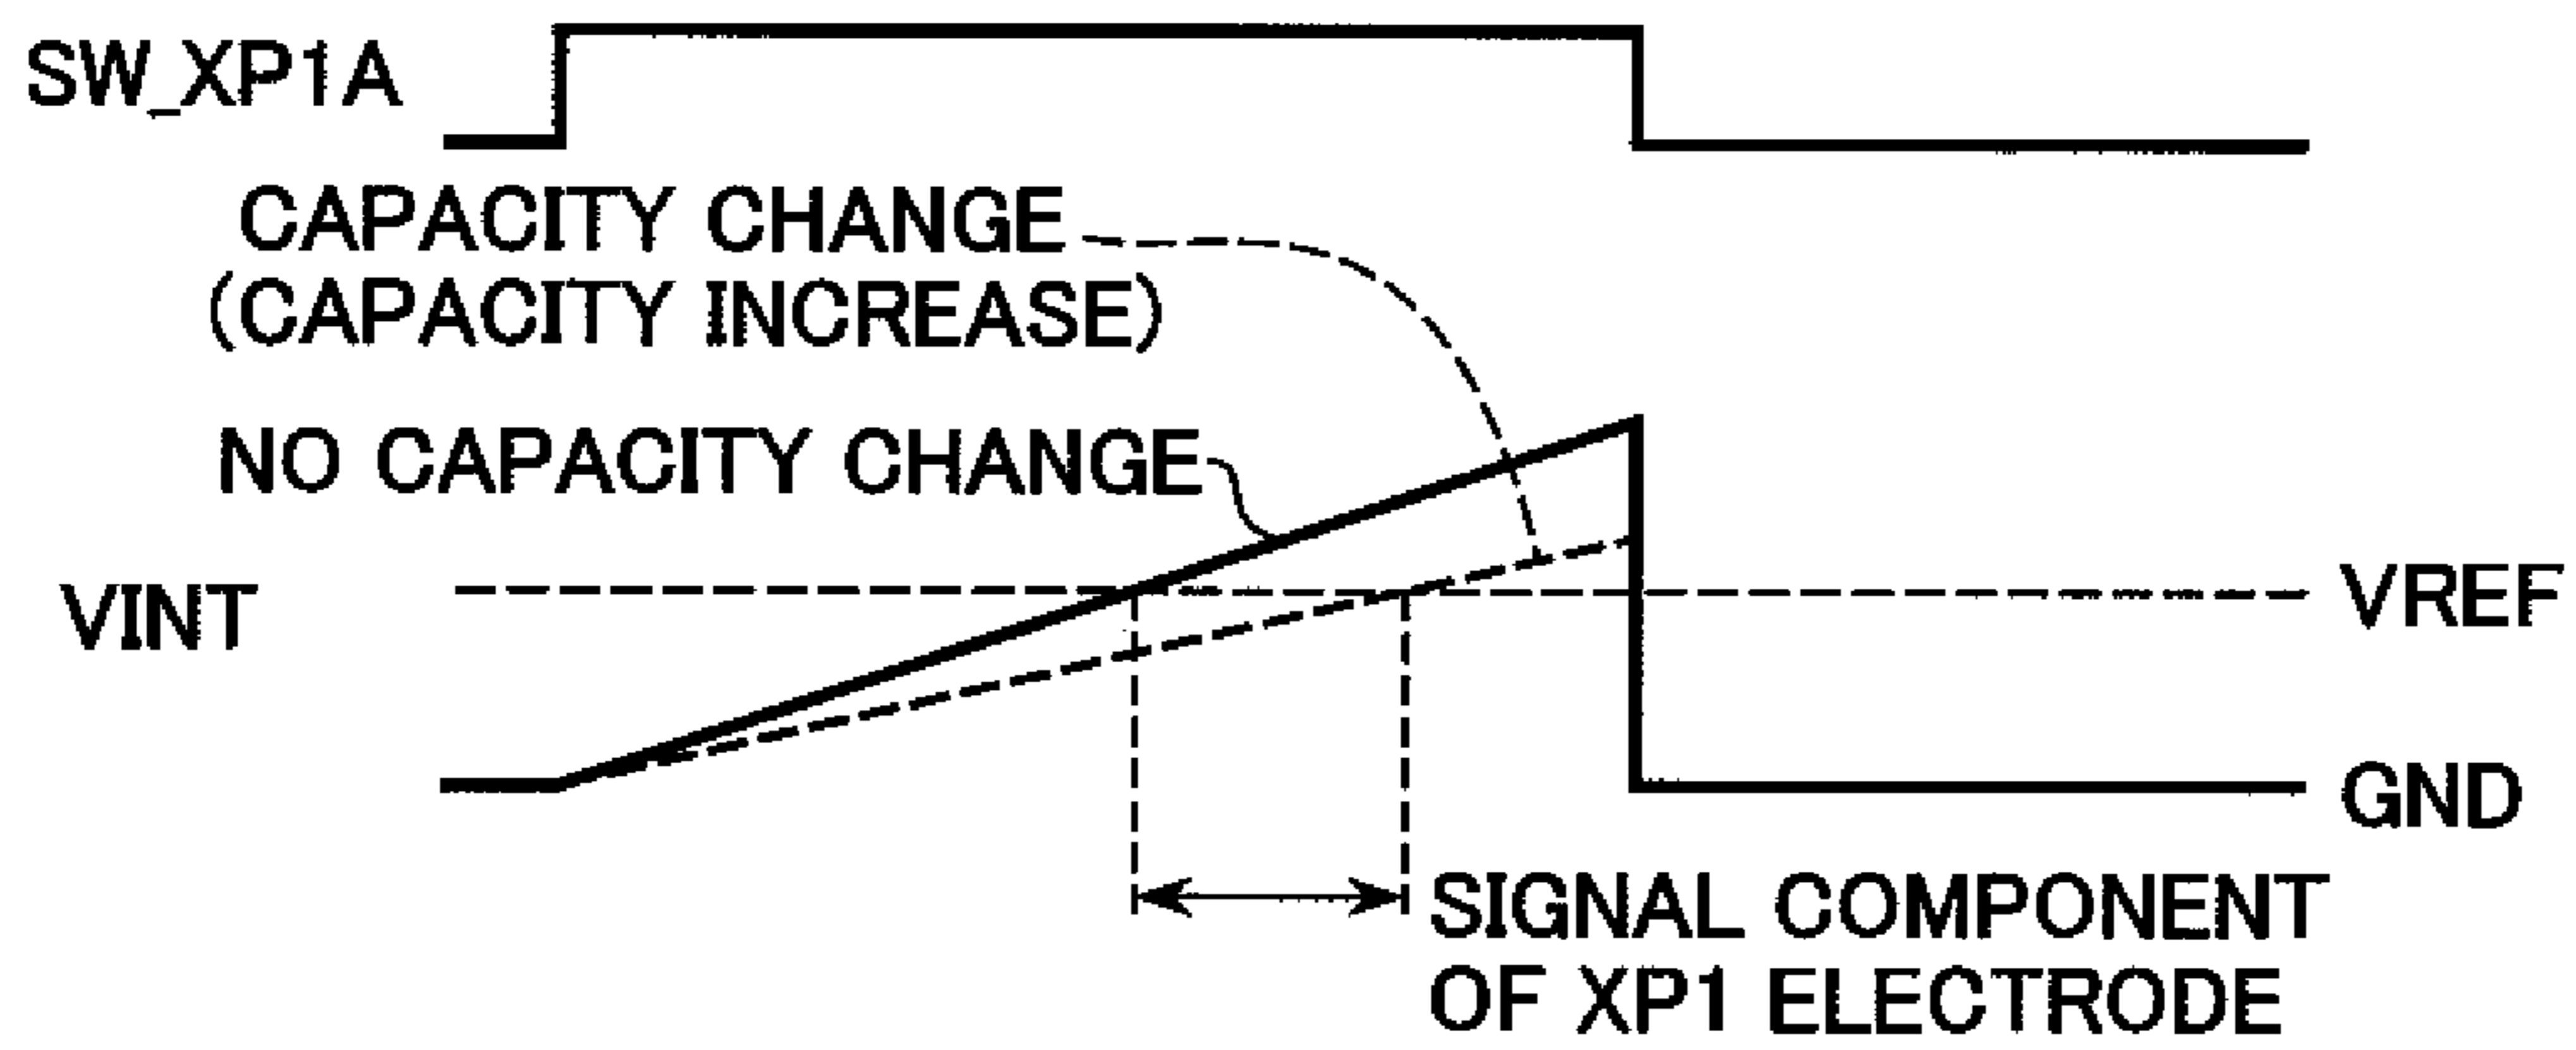 SW_XP1A
CAPACITY CHANGE
(CAPACITY INCREASE)
NO CAPACITY CHANGE
VINT
VREF
GND
SIGNAL COMPONENT
OF XP1 ELECTRODE